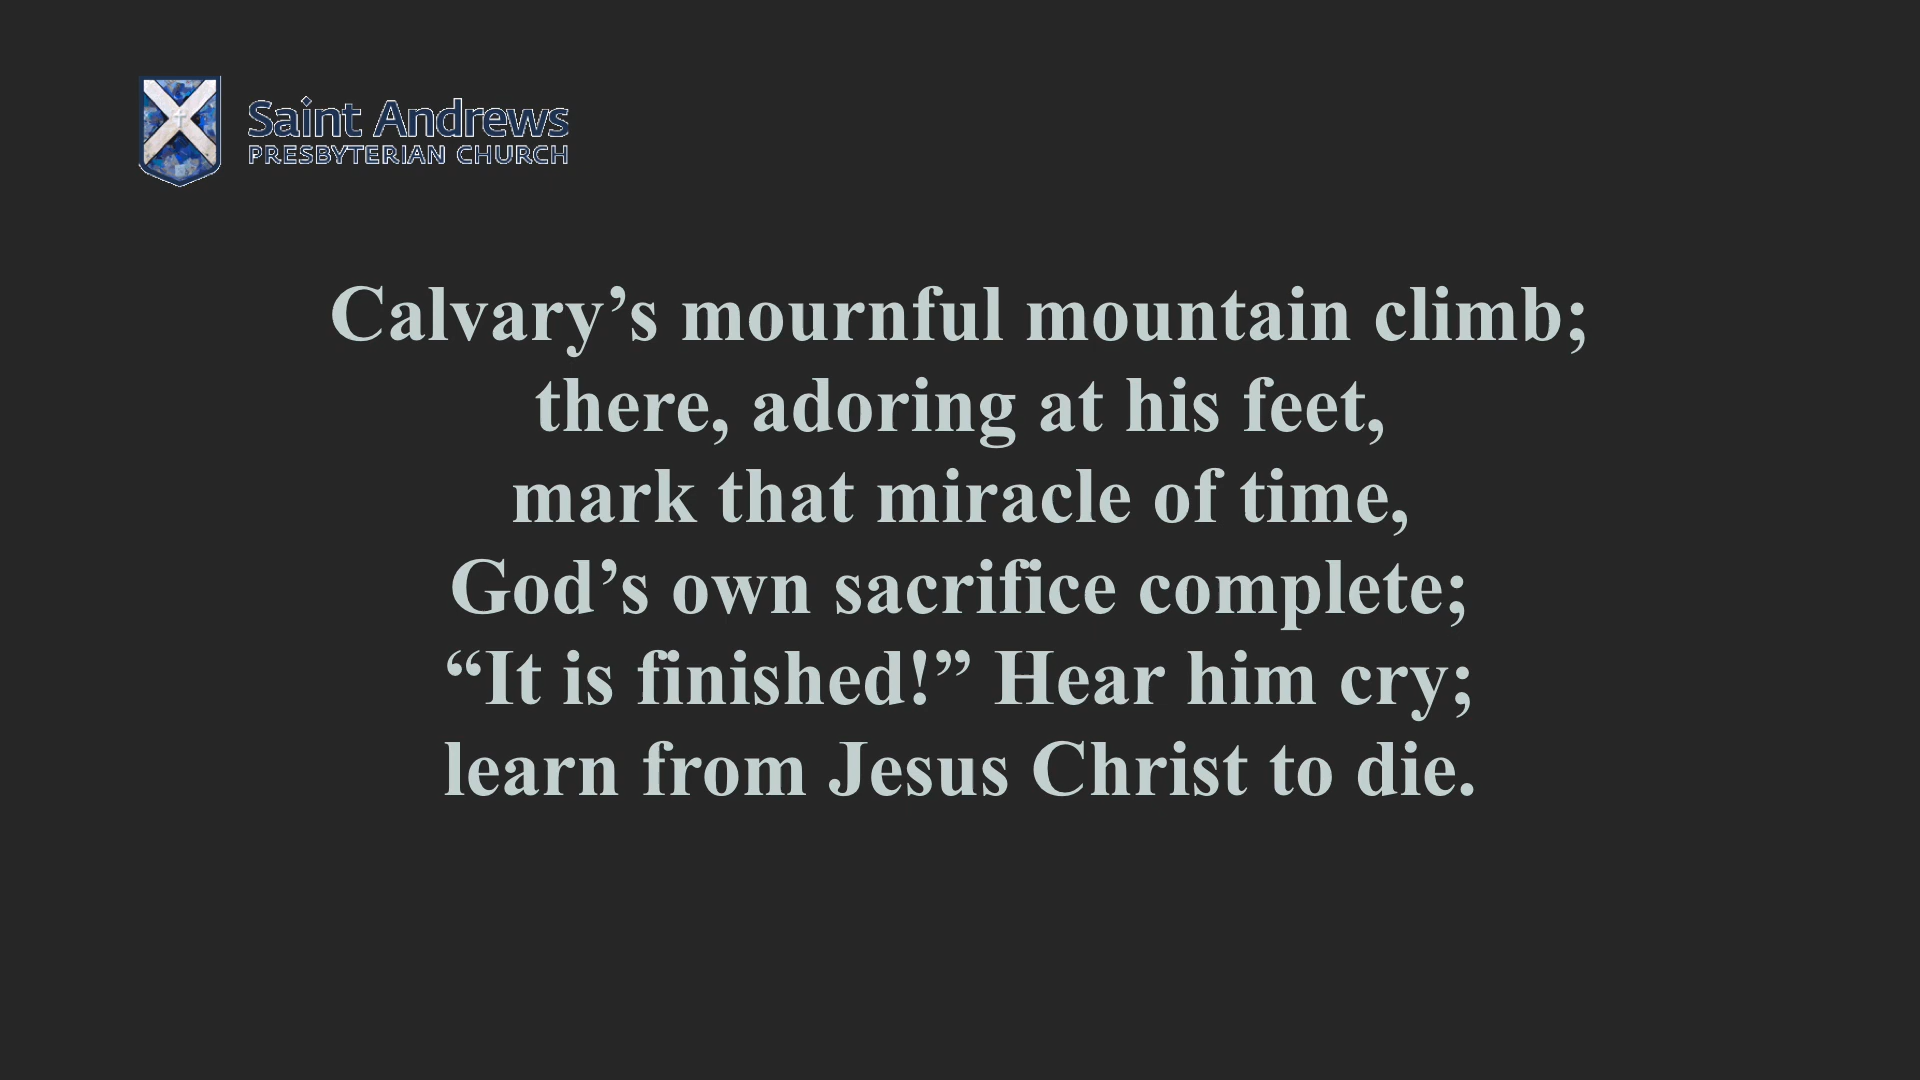 Saint Andrews
PRESBYTERIAN CHURCH
Calvary’s mournful mountain climb;
there, adoring at his feet,
mark that miracle of time,
God’s own sacrifice complete;
“It is finished!” Hear him cry;
learn from Jesus Christ to die.